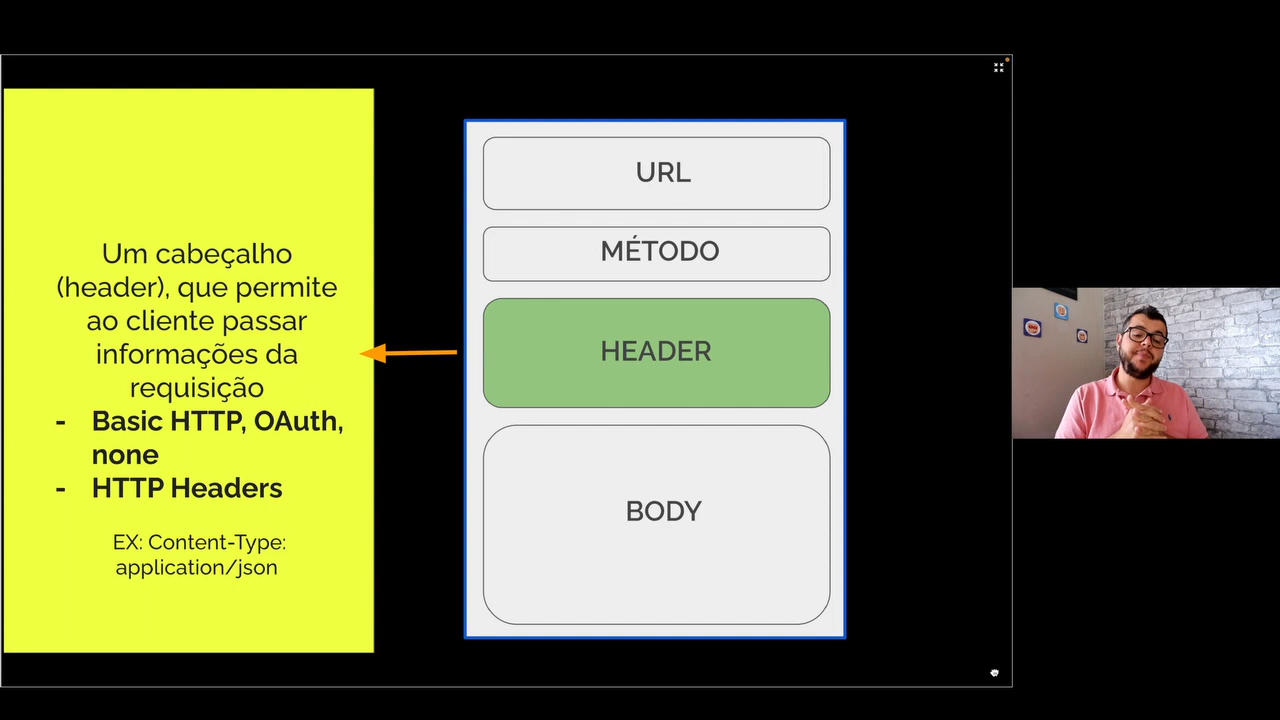 Um cabeçalho
(header), que permite
ao cliente passar
informações da
requisição
- Basic HTTP, OAuth,
none
- HTTP Headers
EX: Content-Type:
application/json
URL
MÉTODO
HEADER
BODY